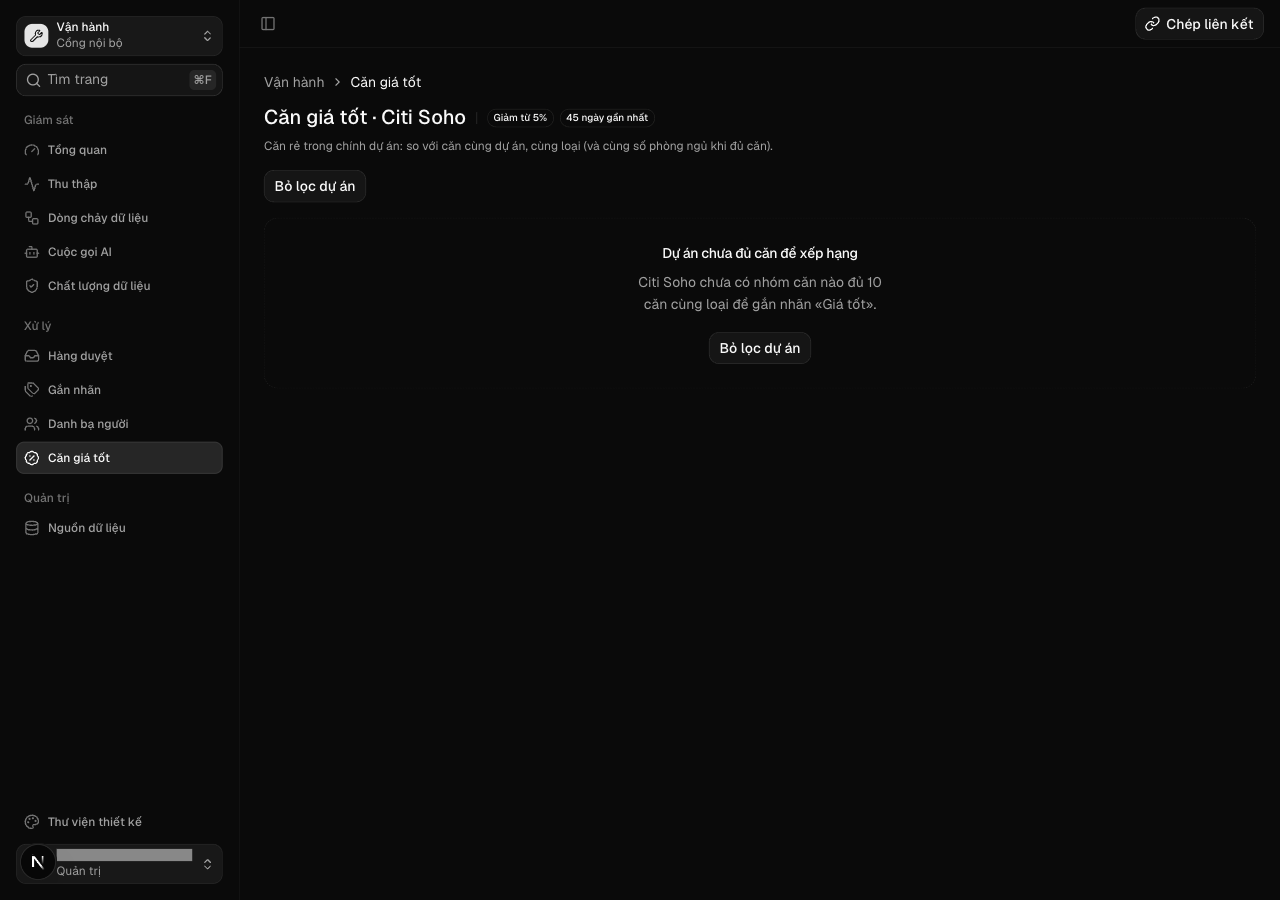 Vận hành
Cổng nội bộ
Tìm trang
⌘F
Giám sát
Tổng quan
Thu thập
Dòng chảy dữ liệu
Cuộc gọi AI
Chất lượng dữ liệu
Xử lý
Hàng duyệt
Gắn nhãn
Danh bạ người
Căn giá tốt
Quản trị
Nguồn dữ liệu
Thư viện thiết kế
N
Quản trị
Chép liên kết
Vận hành > Căn giá tốt
Căn giá tốt · Citi Soho
Giảm từ 5%
45 ngày gần nhất
Căn rẻ trong chính dự án: so với căn cùng dự án, cùng loại (và cùng số phòng ngủ khi đủ căn).
Bỏ lọc dự án
Dự án chưa đủ căn để xếp hạng
Citi Soho chưa có nhóm căn nào đủ 10
căn cùng loại để gắn nhãn «Giá tốt».
Bỏ lọc dự án